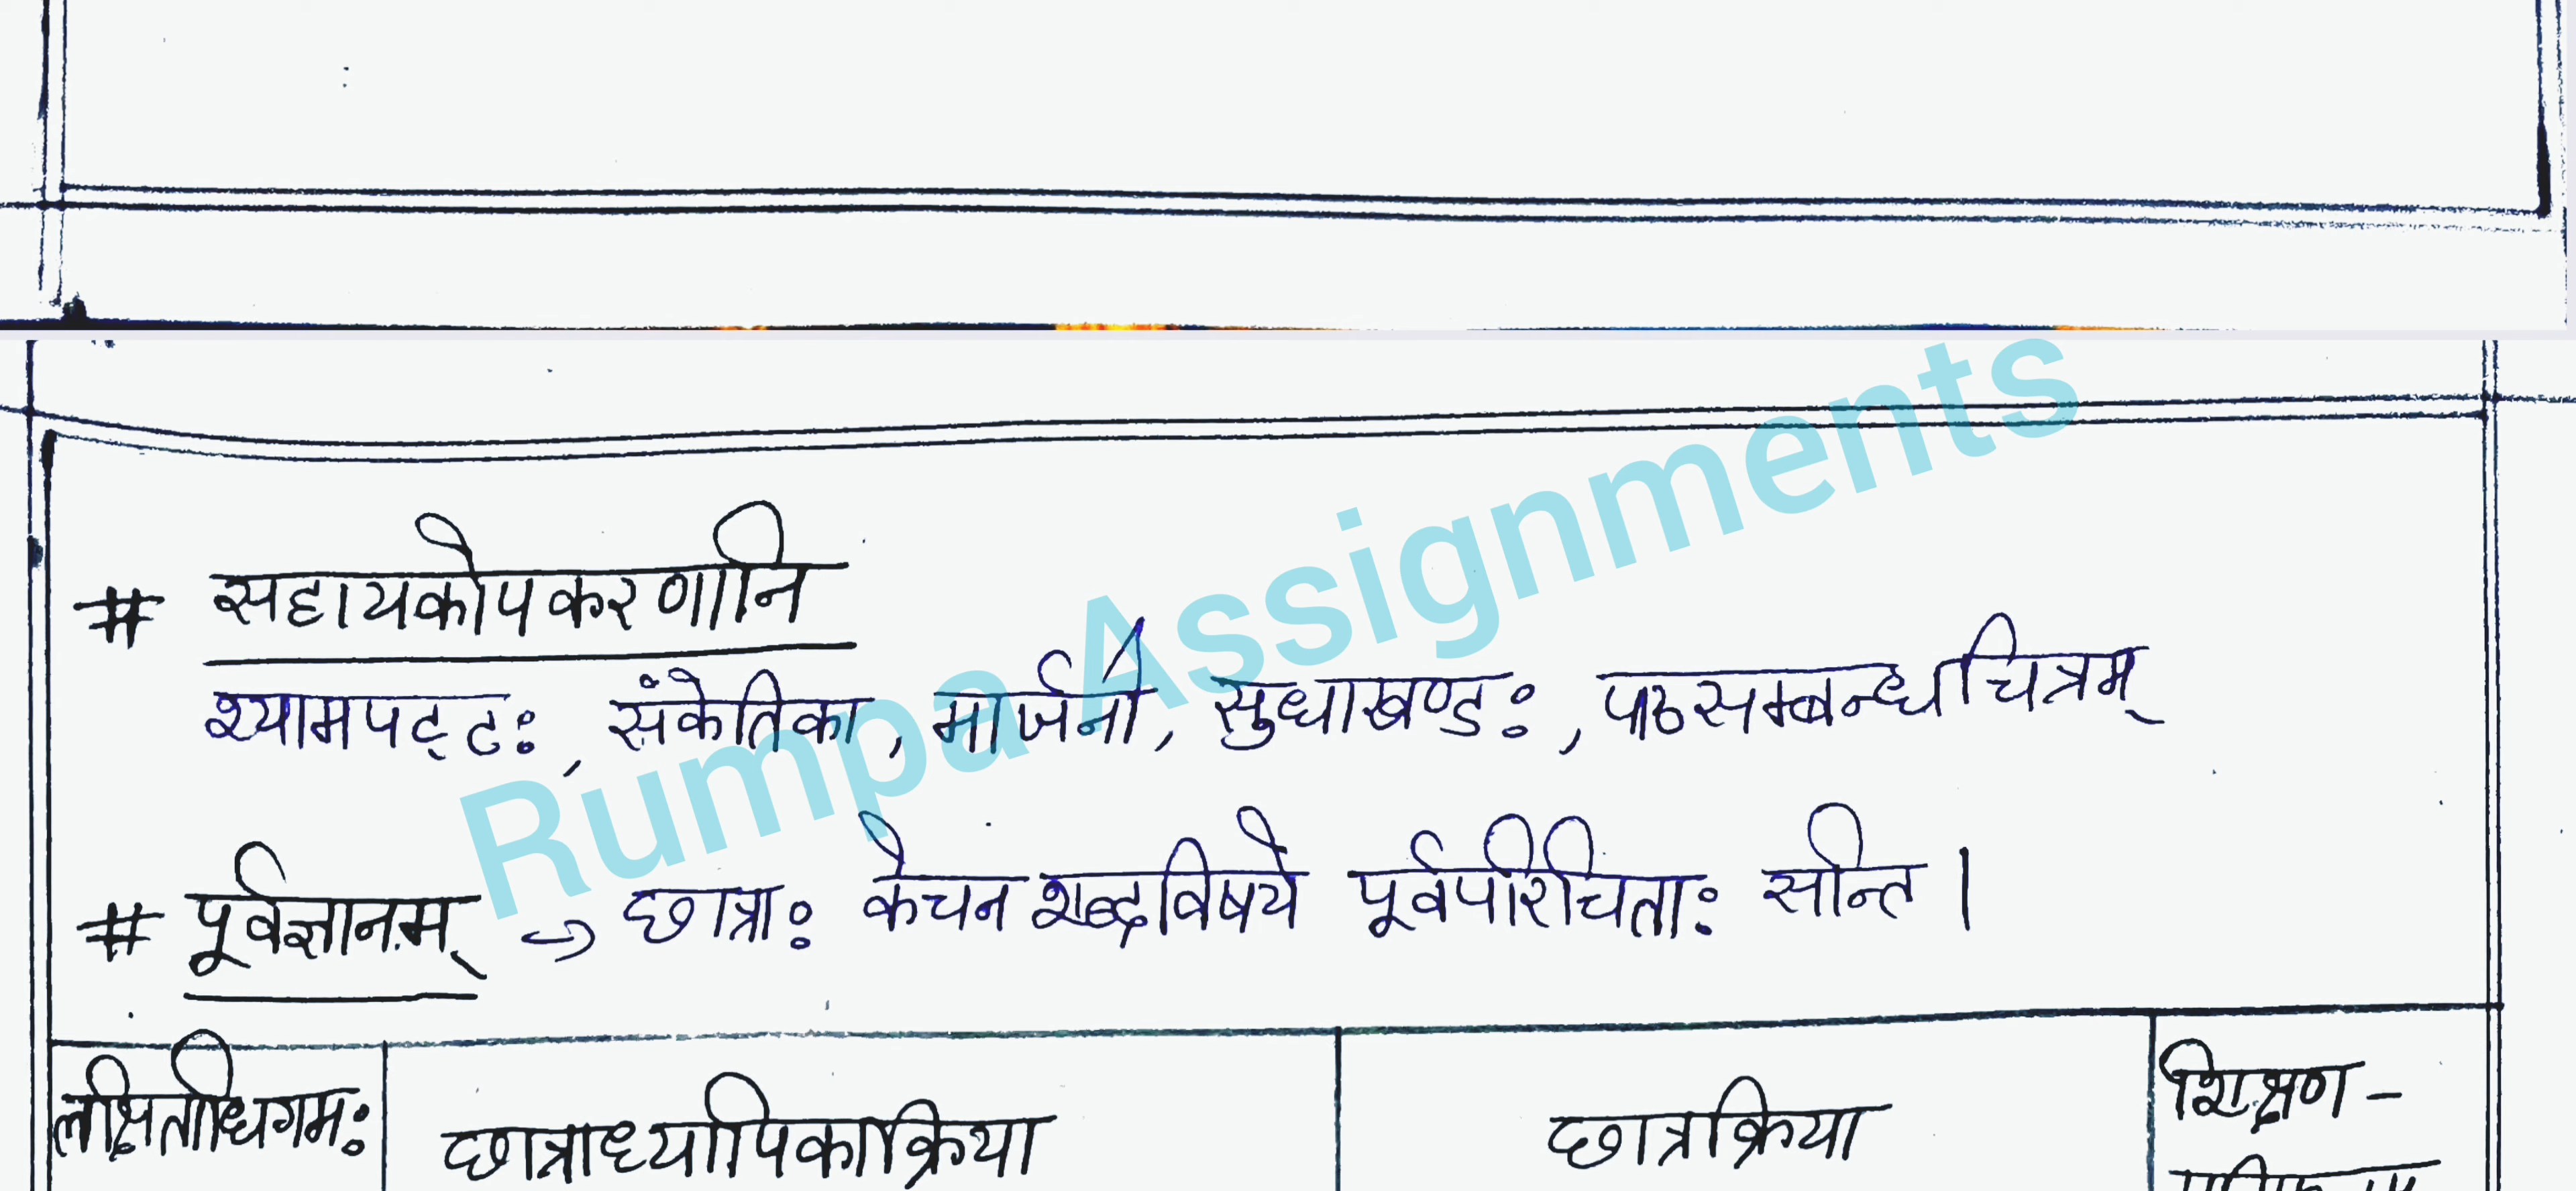 # सहायकोपकरणानि
श्यामपट्टः, संकेतिका, मार्जनी, सुधाखण्डः, पाठसम्बन्धीचित्रम्
# पूर्वज्ञानम् → छात्राः केचन शब्दविषये पूर्वपरिचिताः सन्ति।
लक्षिताधिगमः छात्राध्यापिकाक्रिया छात्रक्रिया शिक्षण -
Rumpa Assignments